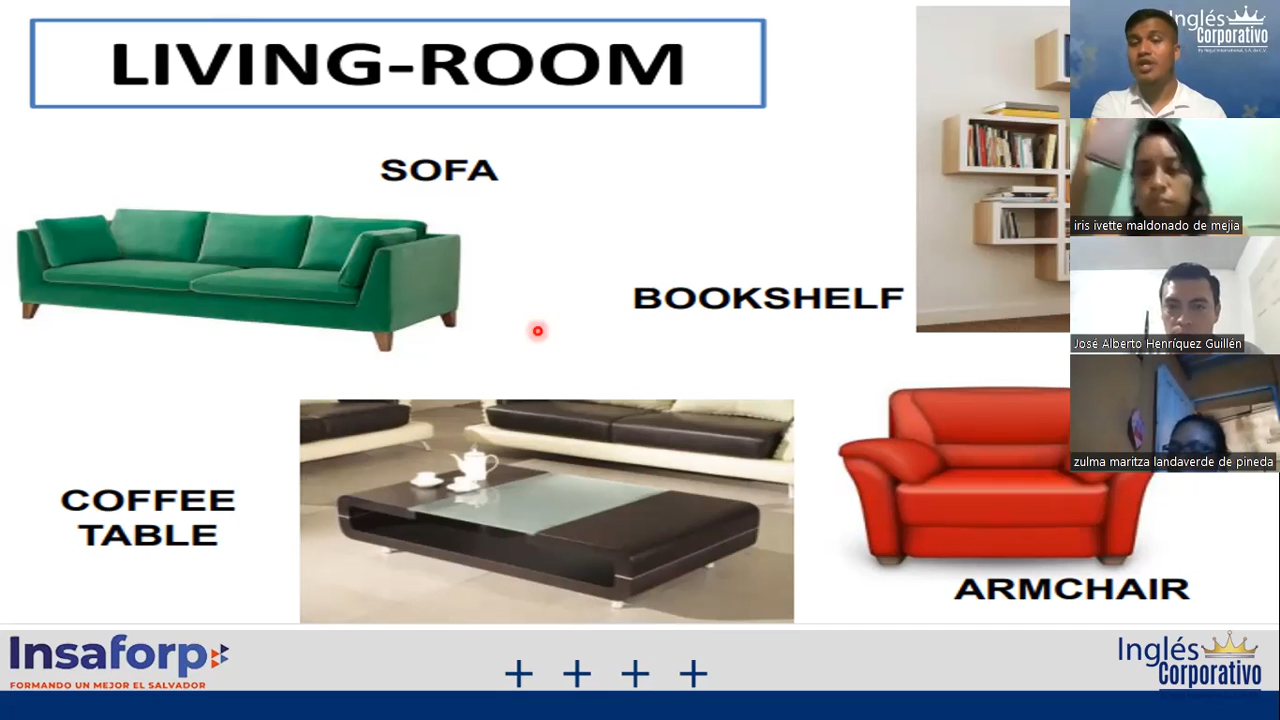 LIVING-ROOM
SOFA
BOOKSHELF
COFFEE
TABLE
ARMCHAIR
Inglés
Corporativo
iris ivette maldonado de mejia
José Alberto Henríquez Guillén
zulma maritza landaverde de pineda
Insaforp
FORMANDO UN MEJOR EL SALVADOR
Inglés
Corporativo